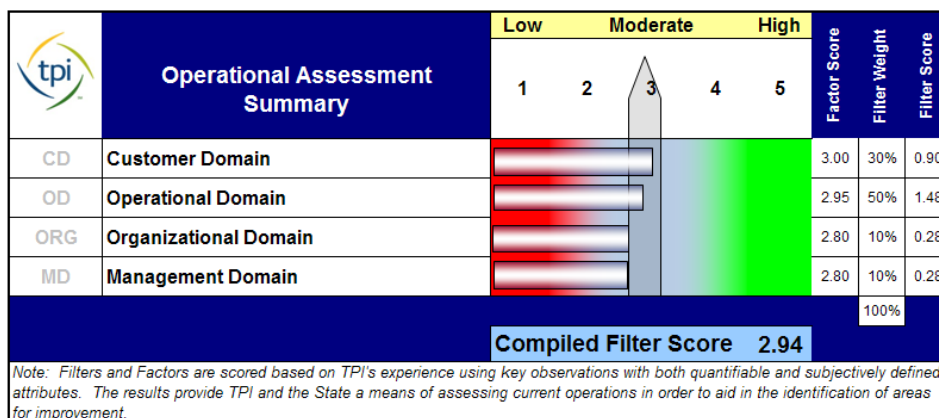 Low Moderate High
tpi
Operational Assessment
Summary
1 2 3 4 5
Factor Score
Filter Weight
Filter Score
CD Customer Domain 3.00 30% 0.90
OD Operational Domain 2.95 50% 1.48
ORG Organizational Domain 2.80 10% 0.28
MD Management Domain 2.80 10% 0.28
100%
Compiled Filter Score 2.94
Note: Filters and Factors are scored based on TPI's experience using key observations with both quantifiable and subjectively defined
attributes. The results provide TPI and the State a means of assessing current operations in order to aid in the identification of areas
for improvement.